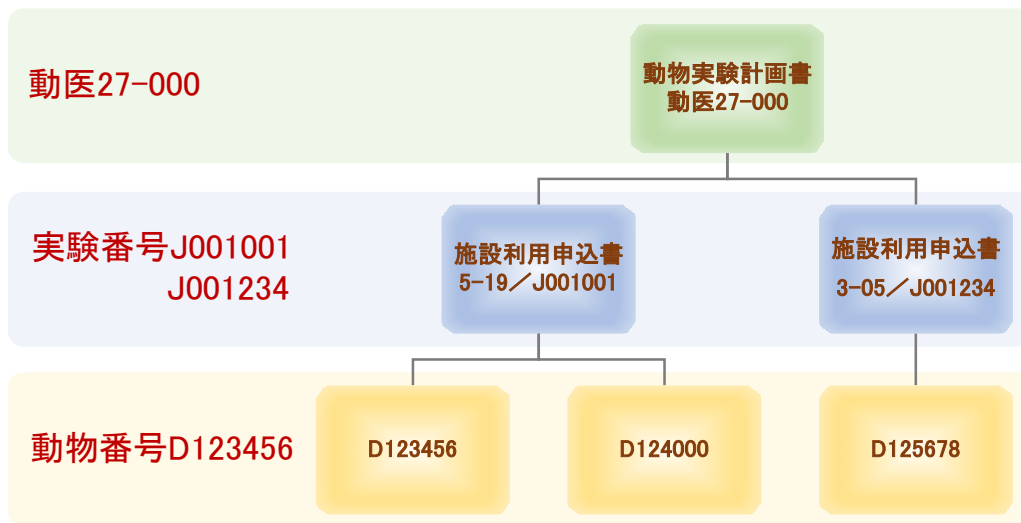 動医27-000
動物実験計画書
動医27-000
実験番号J001001
J001234
施設利用申込書
5-19／J001001
施設利用申込書
3-05／J001234
動物番号D123456
D123456
D124000
D125678